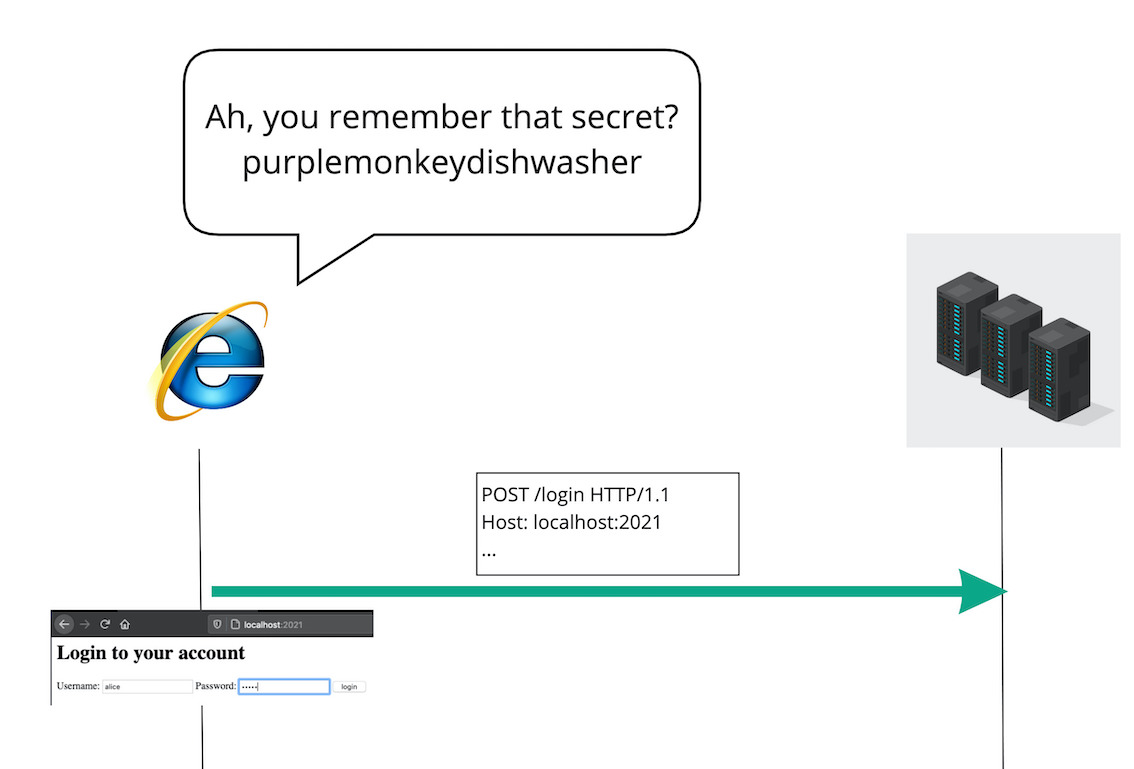 Ah, you remember that secret?
purplemonkeydishwasher
POST /login HTTP/1.1
Host: localhost:2021
...
localhost:2021
Login to your account
Username: alice Password: ••••• login